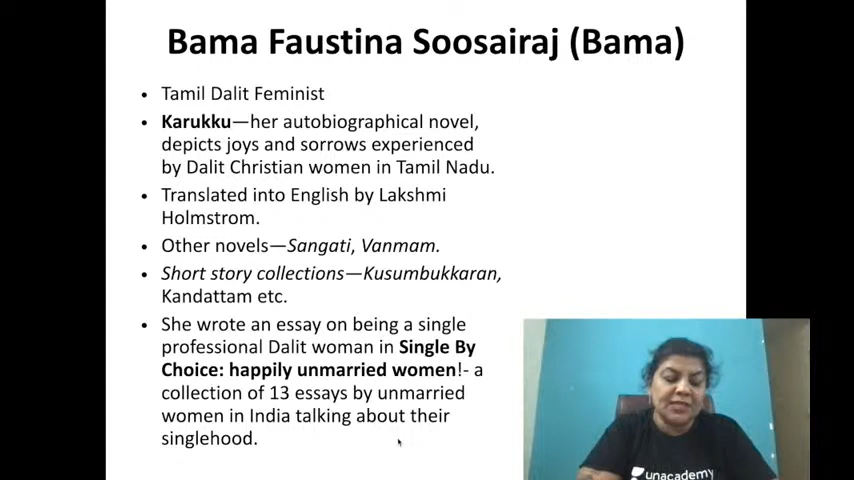 Bama Faustina Soosairaj (Bama)
• Tamil Dalit Feminist
• Karukku—her autobiographical novel,
depicts joys and sorrows experienced
by Dalit Christian women in Tamil Nadu.
• Translated into English by Lakshmi
Holmstrom.
• Other novels—Sangati, Vanmam.
• Short story collections—Kusumbukkaran,
Kandattam etc.
• She wrote an essay on being a single
professional Dalit woman in Single By
Choice: happily unmarried women!- a
collection of 13 essays by unmarried
women in India talking about their
singlehood.
unacademy